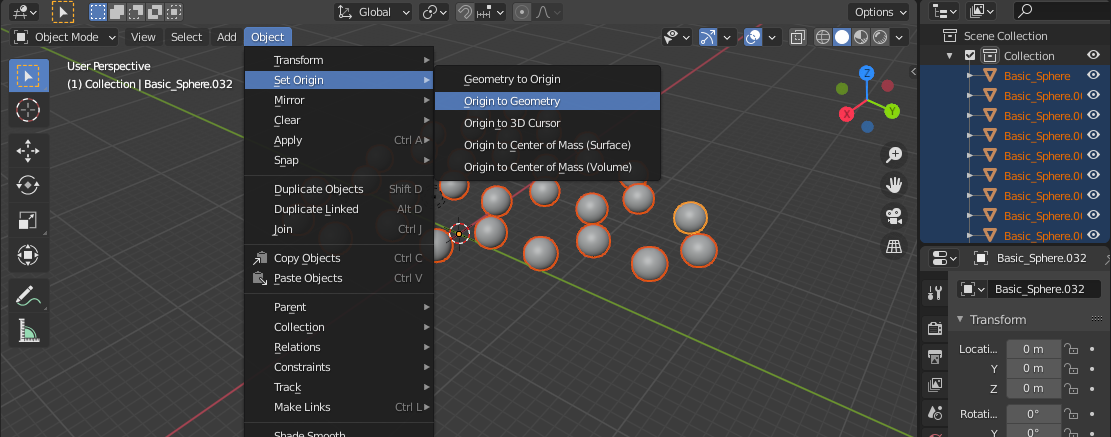 Global
Options
Object Mode
View
Select
Add
Object
User Perspective
(1) Collection | Basic_Sphere.032
Transform
Set Origin
Mirror
Clear
Apply Ctrl A
Snap
Duplicate Objects Shift D
Duplicate Linked Alt D
Join Ctrl J
Copy Objects Ctrl C
Paste Objects Ctrl V
Parent
Collection
Relations
Constraints
Track
Make Links Ctrl L
Shade Smooth
Geometry to Origin
Origin to Geometry
Origin to 3D Cursor
Origin to Center of Mass (Surface)
Origin to Center of Mass (Volume)
Z
Y
X
Scene Collection
Collection
Basic_Sphere
Basic_Sphere.0
Basic_Sphere.0
Basic_Sphere.0
Basic_Sphere.0
Basic_Sphere.0
Basic_Sphere.0
Basic_Sphere.0
Basic_Sphere.0
Basic_Sphere.032
Basic_Sphere.032
Transform
Locati... 0 m
Y 0 m
Z 0 m
Rotati... 0°
Y 0°